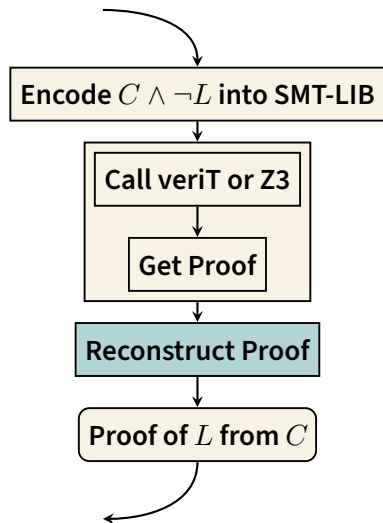 Encode C ∧ ¬L into SMT-LIB
Call veriT or Z3
Get Proof
Reconstruct Proof
Proof of L from C